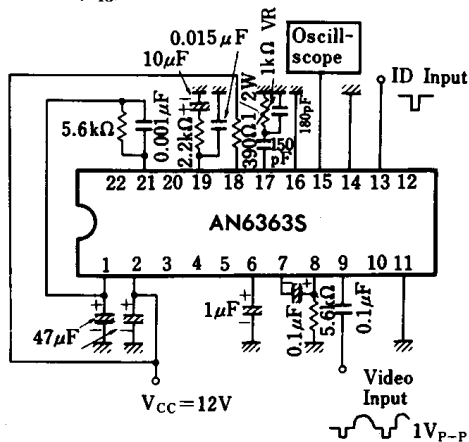 0.015μF
10μF
Oscill-
scope
ID Input
5.6kΩ
0.001μF
2.2kΩ
390Ω1/2W
1kΩ VR
150
pF
180pF
22 21 20 19 18 17 16 15 14 13 12
AN6363S
1 2 3 4 5 6 7 8 9 10 11
47μF
1μF
0.1μF
5.6kΩ
0.1μF
VCC=12V
Video
Input
1VP-P